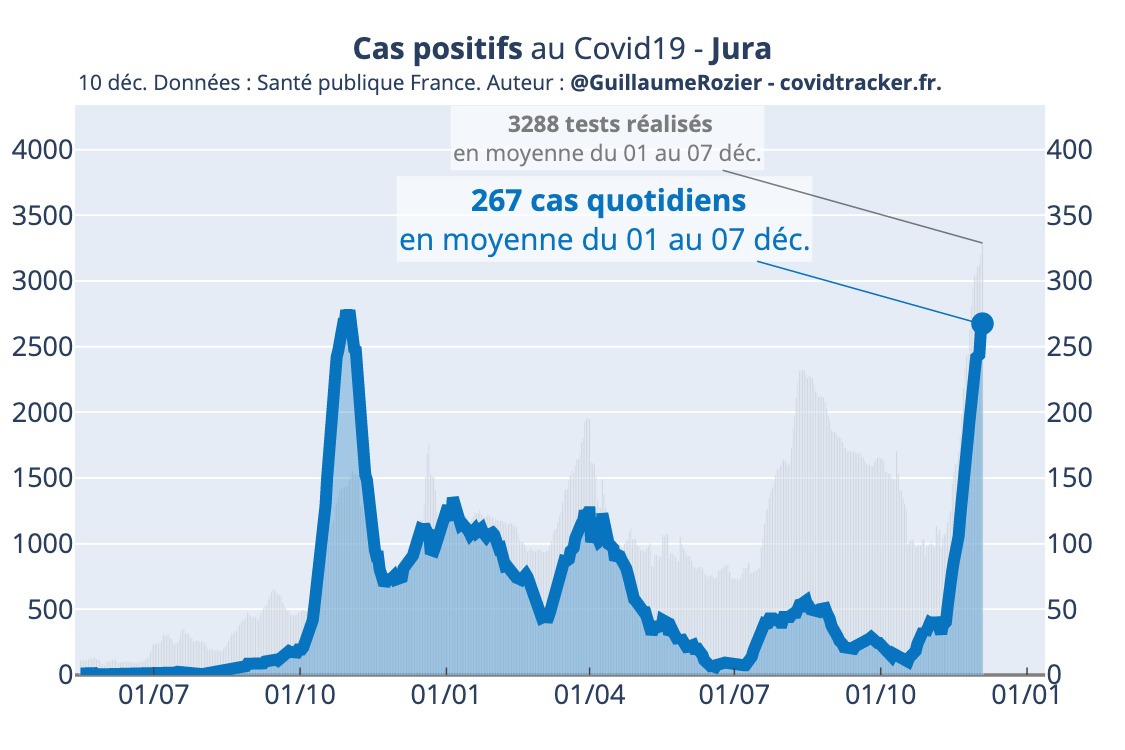 Cas positifs au Covid19 - Jura
10 déc. Données : Santé publique France. Auteur : @GuillaumeRozier - covidtracker.fr.
3288 tests réalisés
en moyenne du 01 au 07 déc.
267 cas quotidiens
en moyenne du 01 au 07 déc.
4000 400
3500 350
3000 300
2500 250
2000 200
1500 150
1000 100
500 50
0 0
01/07 01/10 01/01 01/04 01/07 01/10 01/01